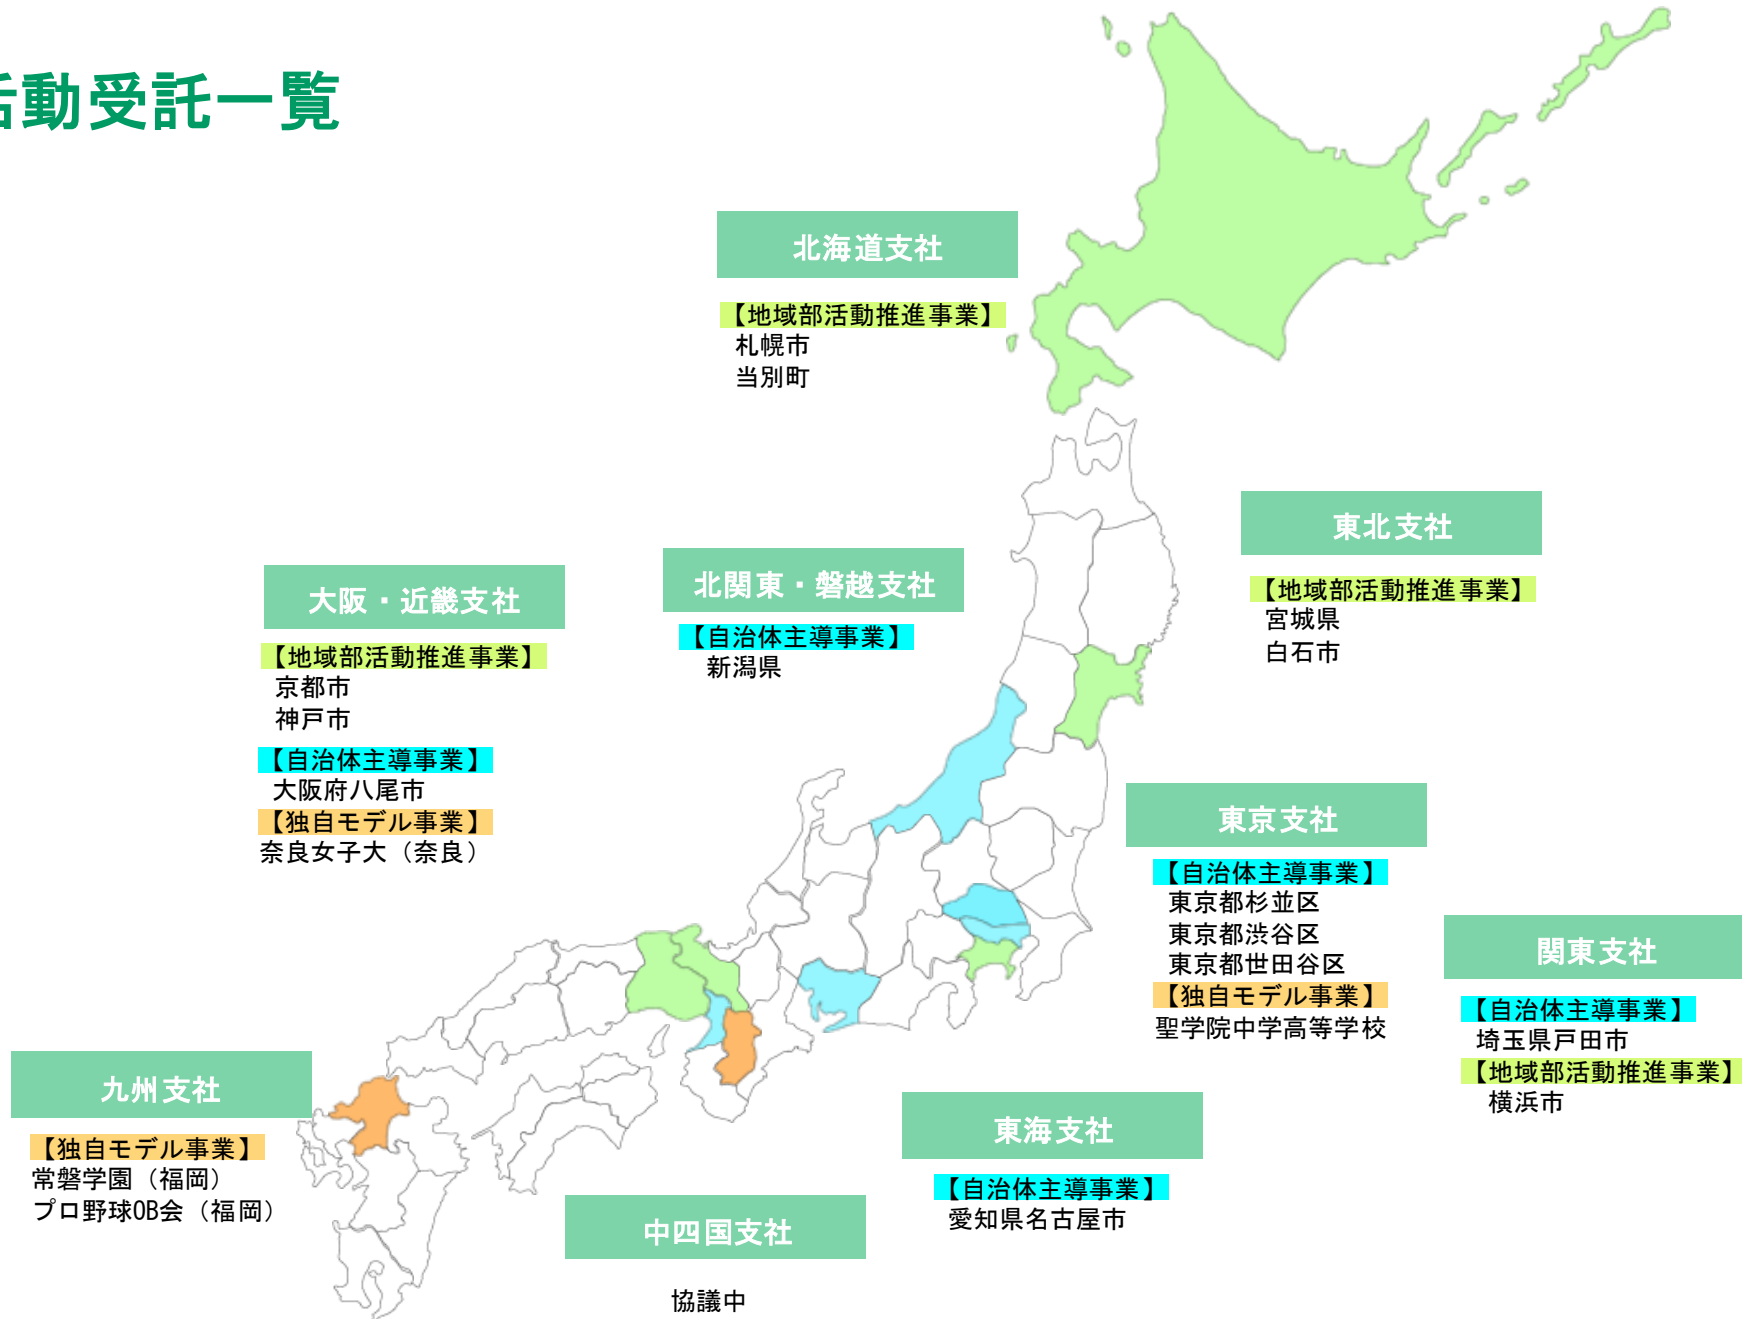 活動受託一覧
北海道支社
【地域部活動推進事業】
札幌市
当別町
東北支社
【地域部活動推進事業】
宮城県
白石市
北関東・磐越支社
【自治体主導事業】
新潟県
大阪・近畿支社
【地域部活動推進事業】
京都市
神戸市
【自治体主導事業】
大阪府八尾市
【独自モデル事業】
奈良女子大（奈良）
東京支社
【自治体主導事業】
東京都杉並区
東京都渋谷区
東京都世田谷区
【独自モデル事業】
聖学院中学高等学校
関東支社
【自治体主導事業】
埼玉県戸田市
【地域部活動推進事業】
横浜市
九州支社
【独自モデル事業】
常磐学園（福岡）
プロ野球OB会（福岡）
東海支社
【自治体主導事業】
愛知県名古屋市
中四国支社
協議中